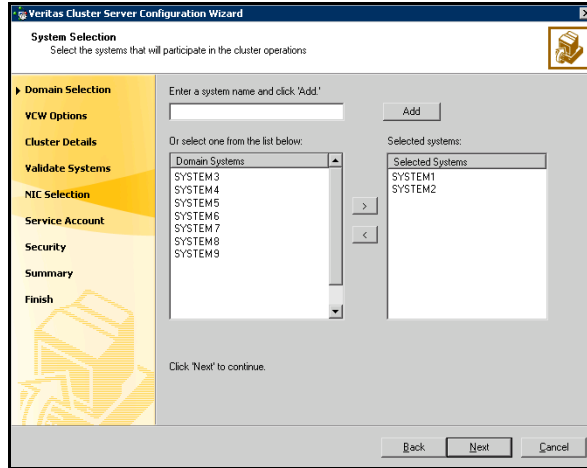 Veritas Cluster Server Configuration Wizard
System Selection
Select the systems that will participate in the cluster operations
Domain Selection
VCW Options
Cluster Details
Validate Systems
NIC Selection
Service Account
Security
Summary
Finish
Enter a system name and click 'Add.'
Add
Or select one from the list below:
Domain Systems
SYSTEM3
SYSTEM4
SYSTEM5
SYSTEM6
SYSTEM7
SYSTEM8
SYSTEM9
>
<
Selected systems:
Selected Systems
SYSTEM1
SYSTEM2
Click 'Next' to continue.
Back
Next
Cancel